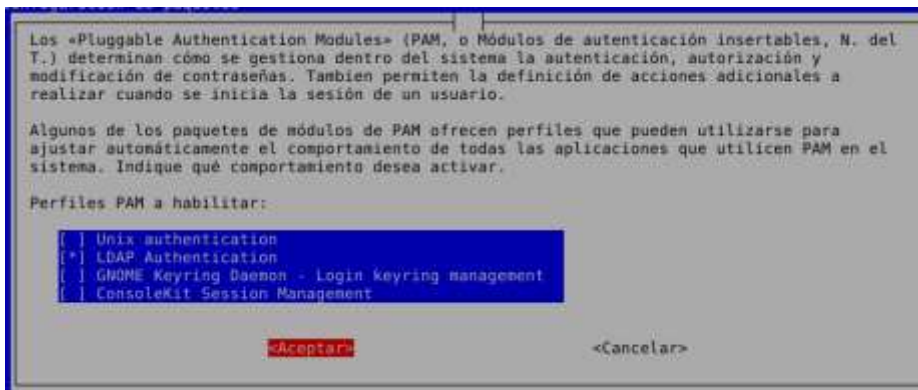 Los «Pluggable Authentication Modules» (PAM, o Módulos de autenticación insertables, N. del
T.) determinan cómo se gestiona dentro del sistema la autenticación, autorización y
modificación de contraseñas. Tambien permiten la definición de acciones adicionales a
realizar cuando se inicia la sesión de un usuario.
Algunos de los paquetes de módulos de PAM ofrecen perfiles que pueden utilizarse para
ajustar automáticamente el comportamiento de todas las aplicaciones que utilicen PAM en el
sistema. Indique qué comportamiento desea activar.
Perfiles PAM a habilitar:
[ ] Unix authentication
[*] LDAP Authentication
[ ] GNOME Keyring Daemon - Login keyring management
[ ] ConsoleKit Session Management
<Aceptar> <Cancelar>